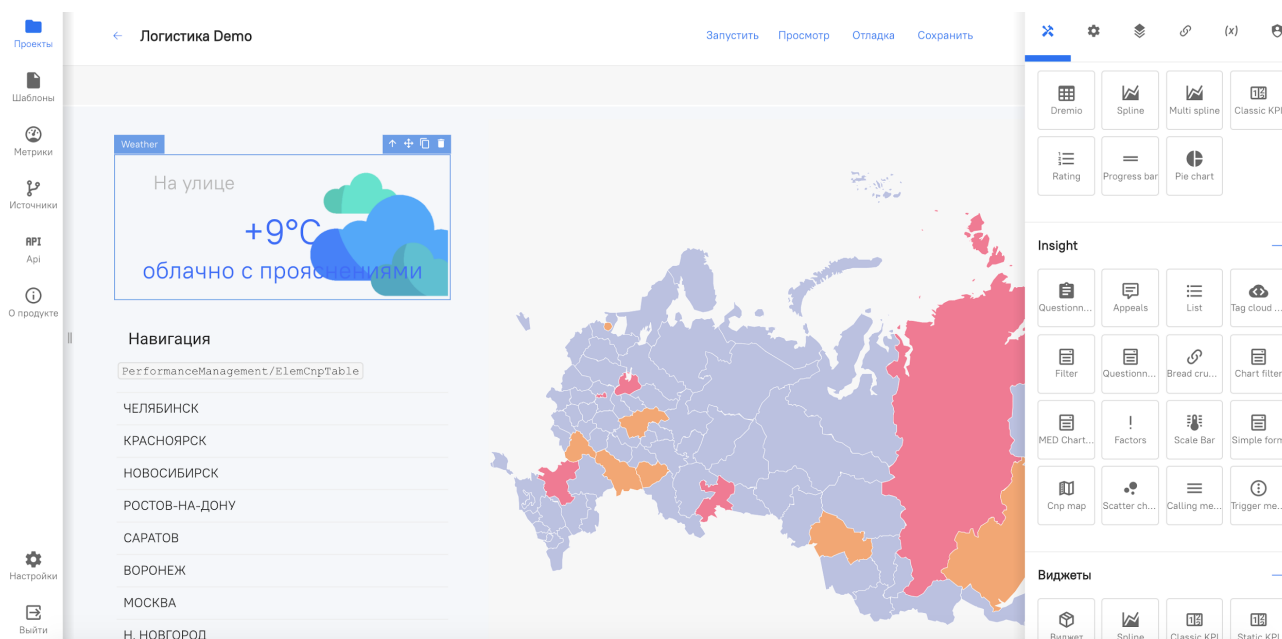 Проекты
Шаблоны
Метрики
Источники
API
Api
О продукте
Настройки
Выйти
← Логистика Demo
Запустить Просмотр Отладка Сохранить
Weather
На улице
+9°C
облачно с прояснениями
Навигация
PerformanceManagement/ElemCnpTable
ЧЕЛЯБИНСК
КРАСНОЯРСК
НОВОСИБИРСК
РОСТОВ-НА-ДОНУ
САРАТОВ
ВОРОНЕЖ
МОСКВА
Н. НОВГОРОД
(x)
Dremio Spline Multi spline Classic KPI
Rating Progress bar Pie chart
Insight
Questionn... Appeals List Tag cloud ...
Filter Questionn... Bread cru... Chart filter
MED Chart... Factors Scale Bar Simple form
Cnp map Scatter ch... Calling me... Trigger me...
Виджеты
Виджет Spline Classic KPI Static KPI